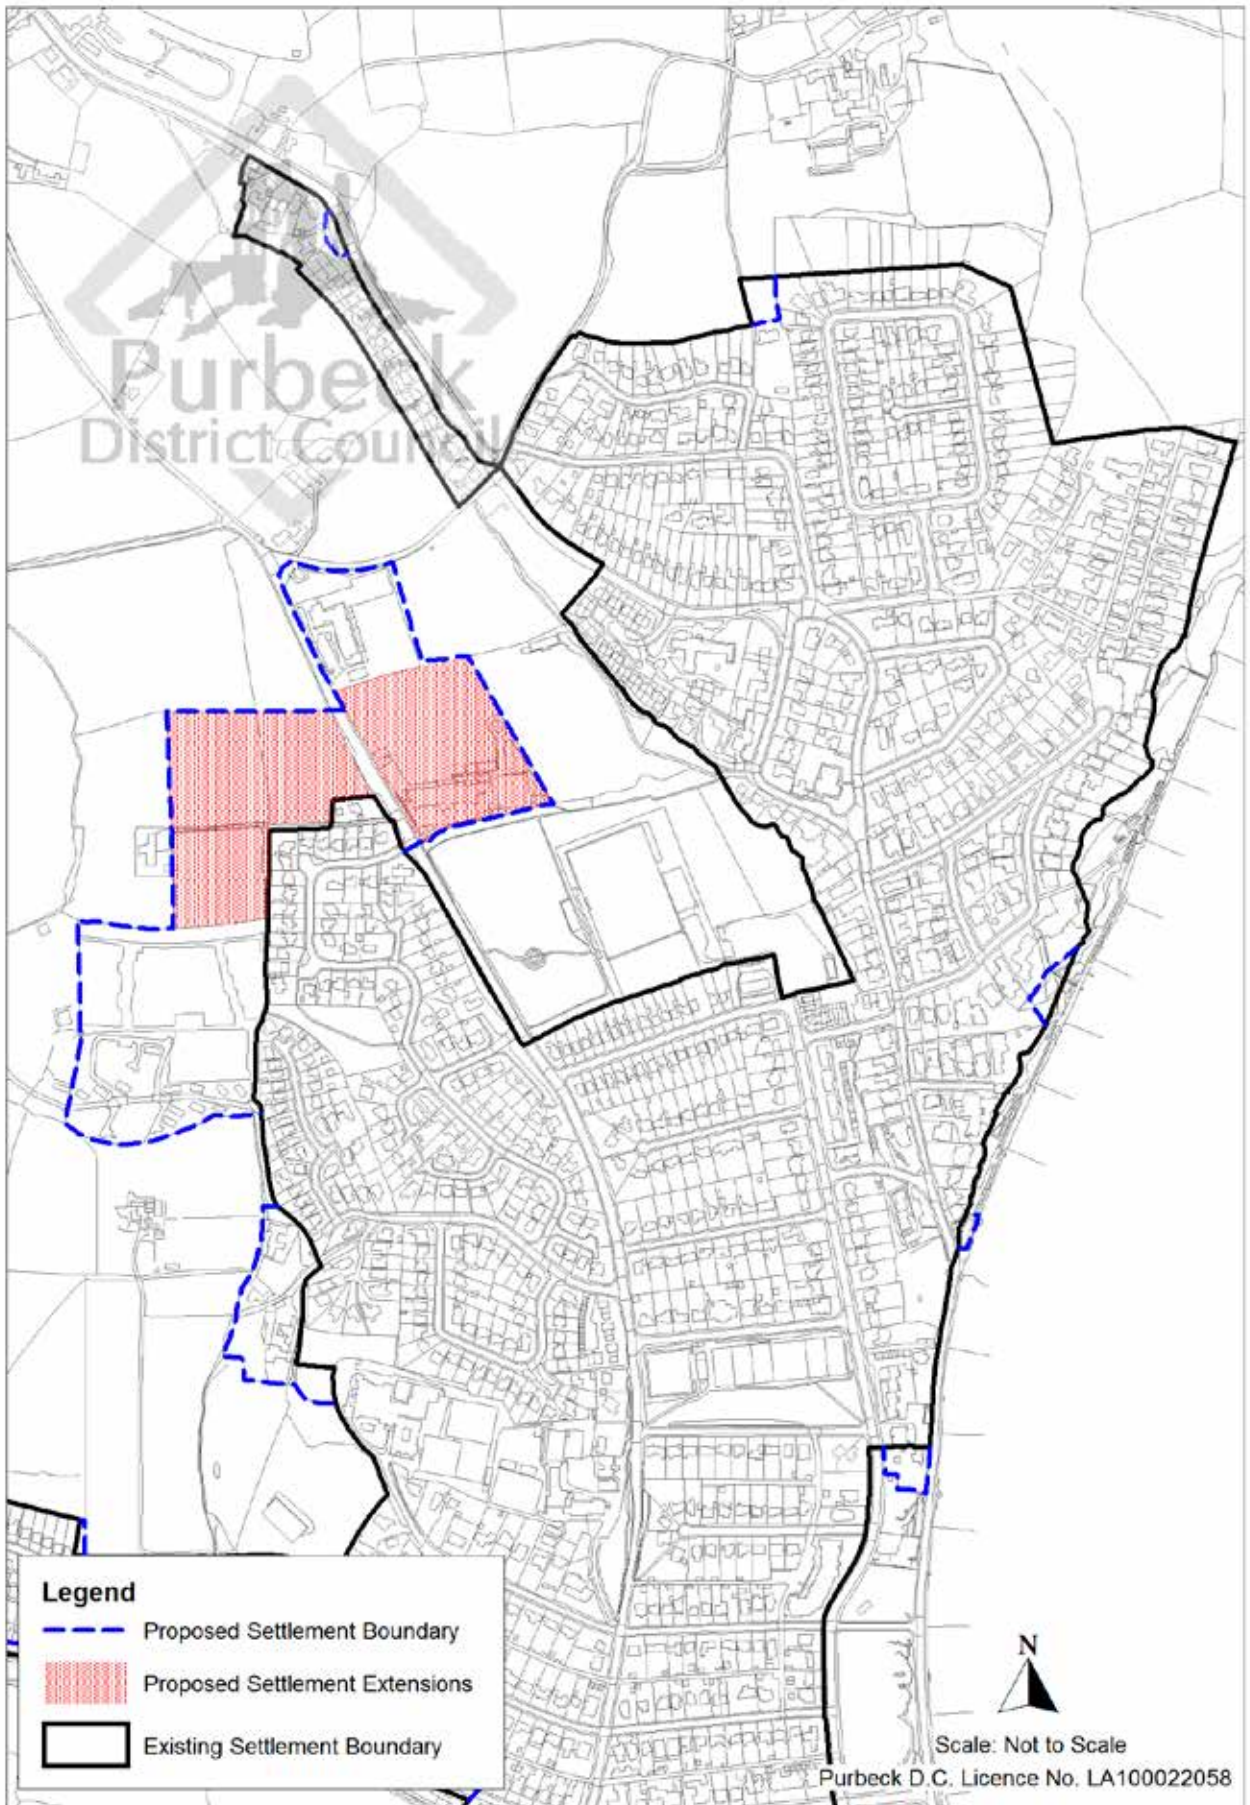 Purbeck
District Council
Legend
Proposed Settlement Boundary
Proposed Settlement Extensions
Existing Settlement Boundary
N
Scale: Not to Scale
Purbeck D.C. Licence No. LA100022058